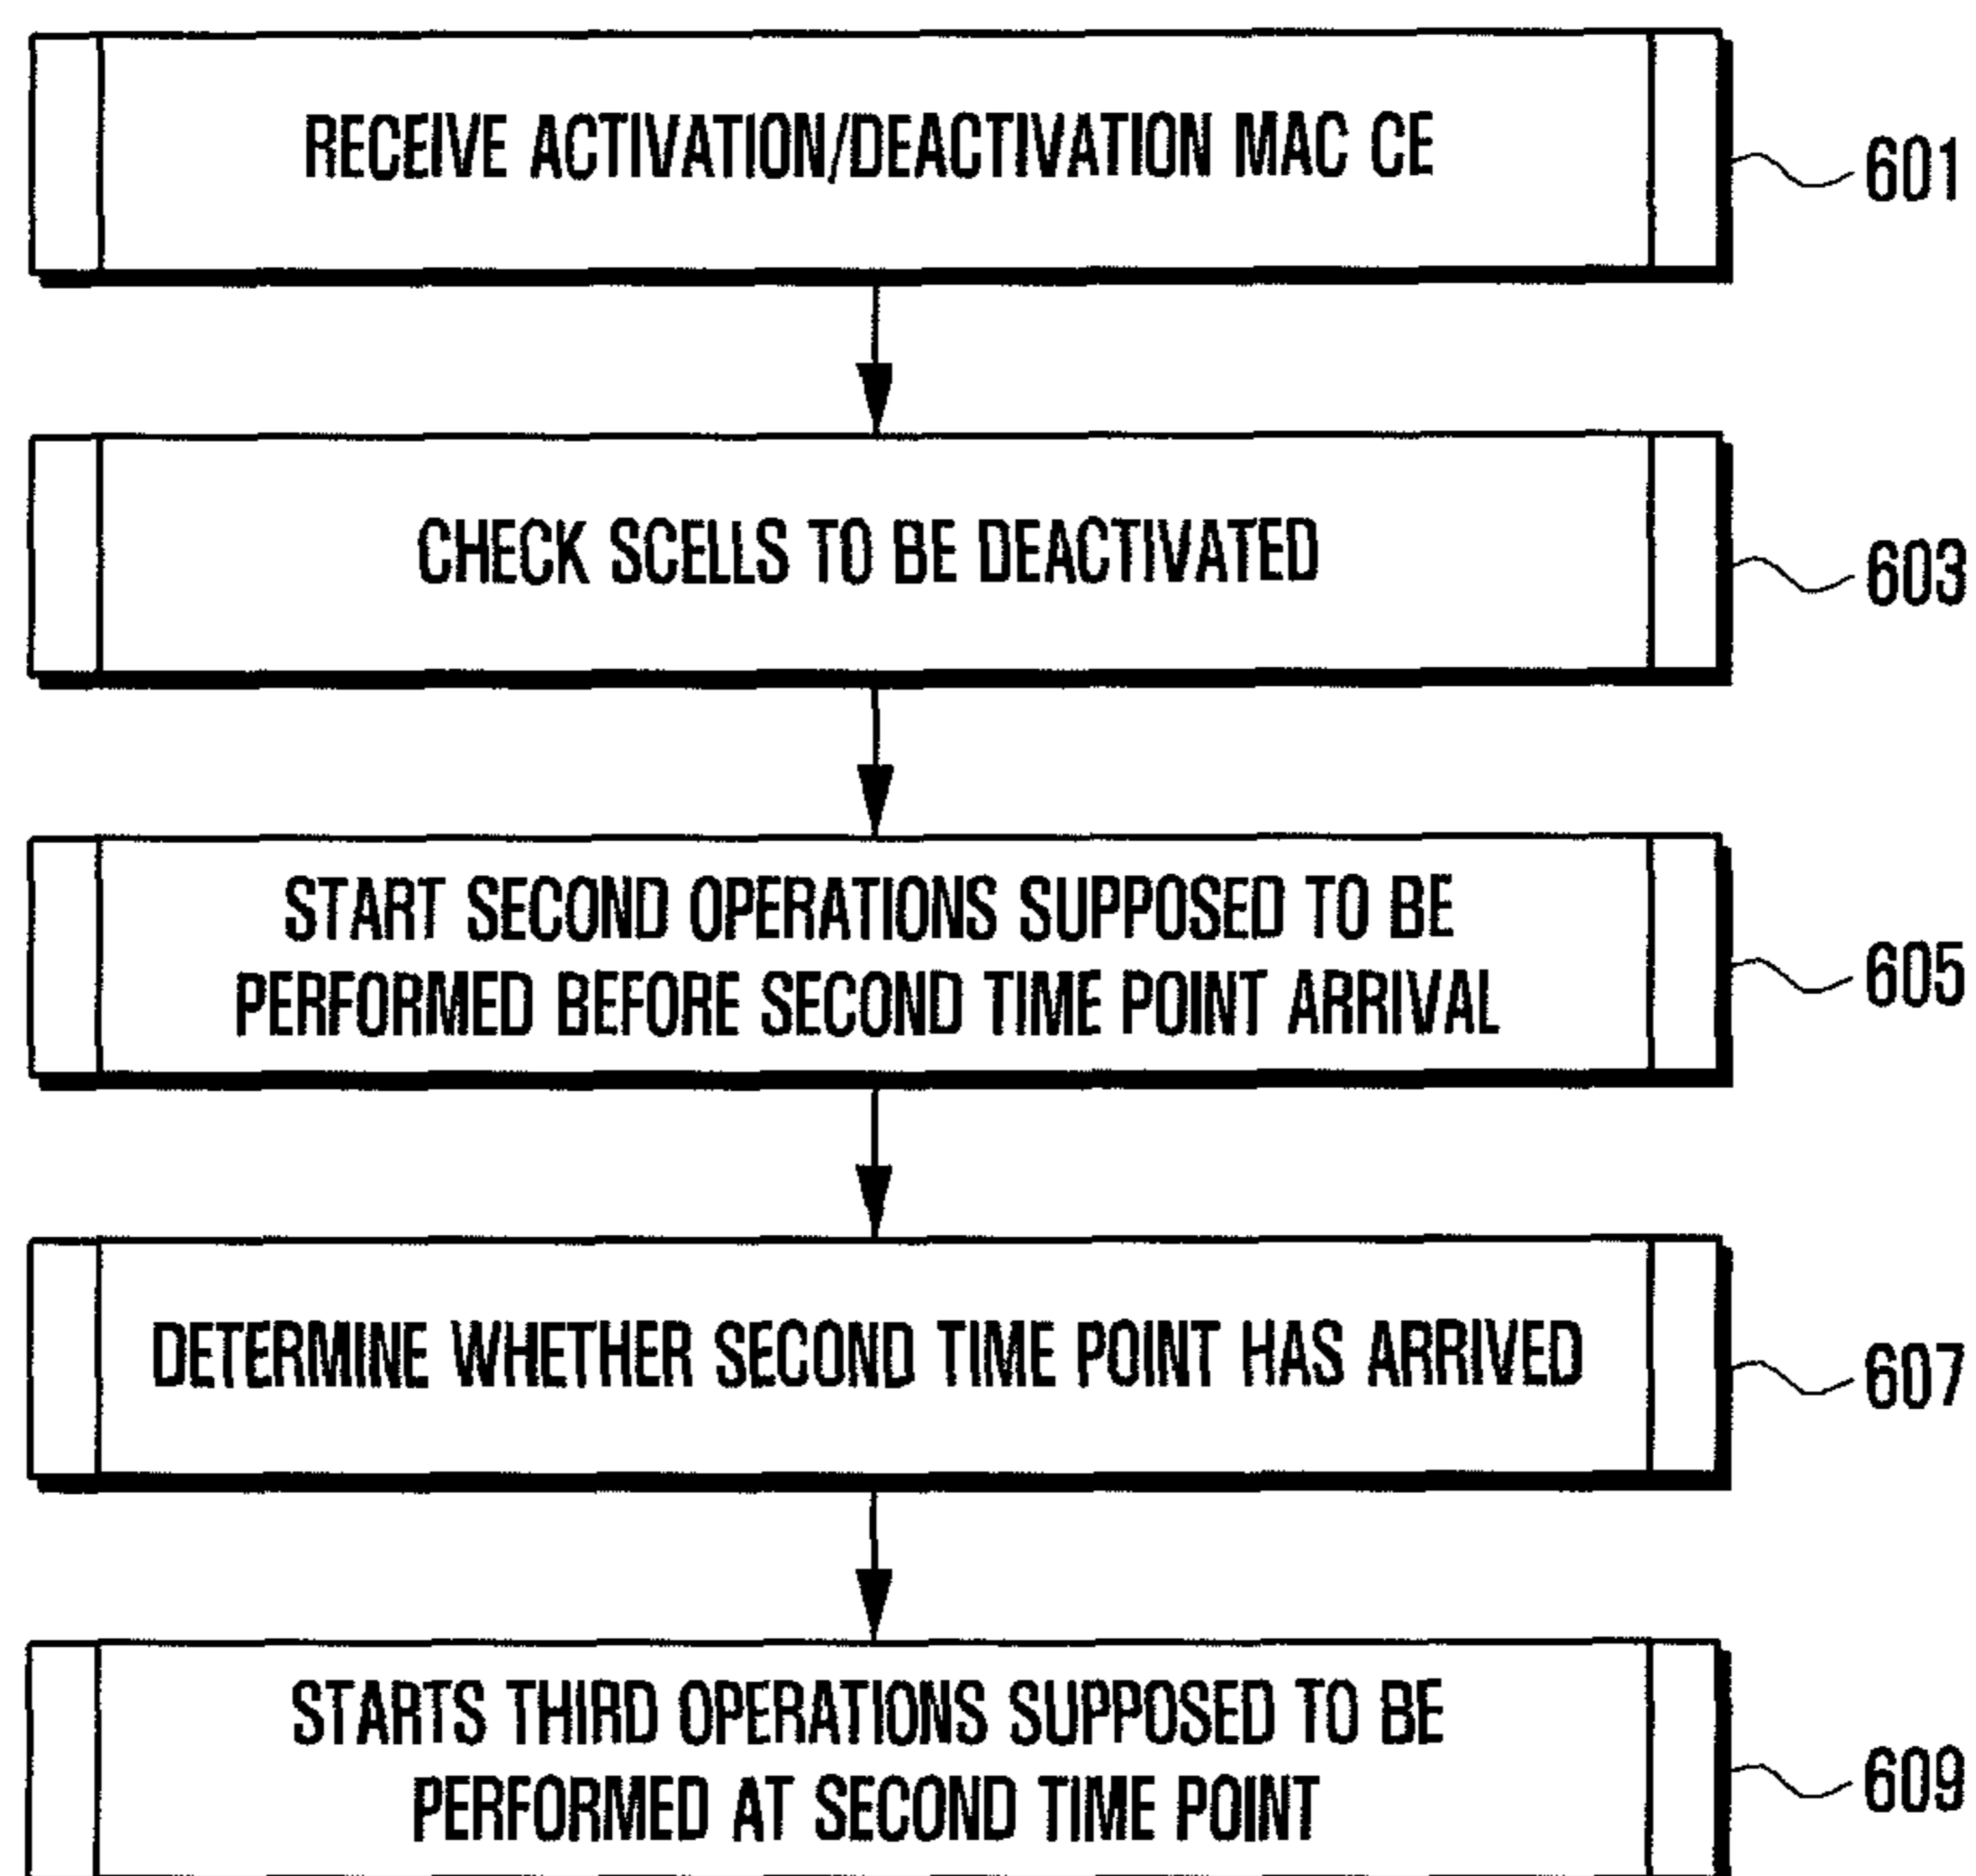 RECEIVE ACTIVATION/DEACTIVATION MAC CE
601
CHECK SCELLS TO BE DEACTIVATED
603
START SECOND OPERATIONS SUPPOSED TO BE
PERFORMED BEFORE SECOND TIME POINT ARRIVAL
605
DETERMINE WHETHER SECOND TIME POINT HAS ARRIVED
607
STARTS THIRD OPERATIONS SUPPOSED TO BE
PERFORMED AT SECOND TIME POINT
609